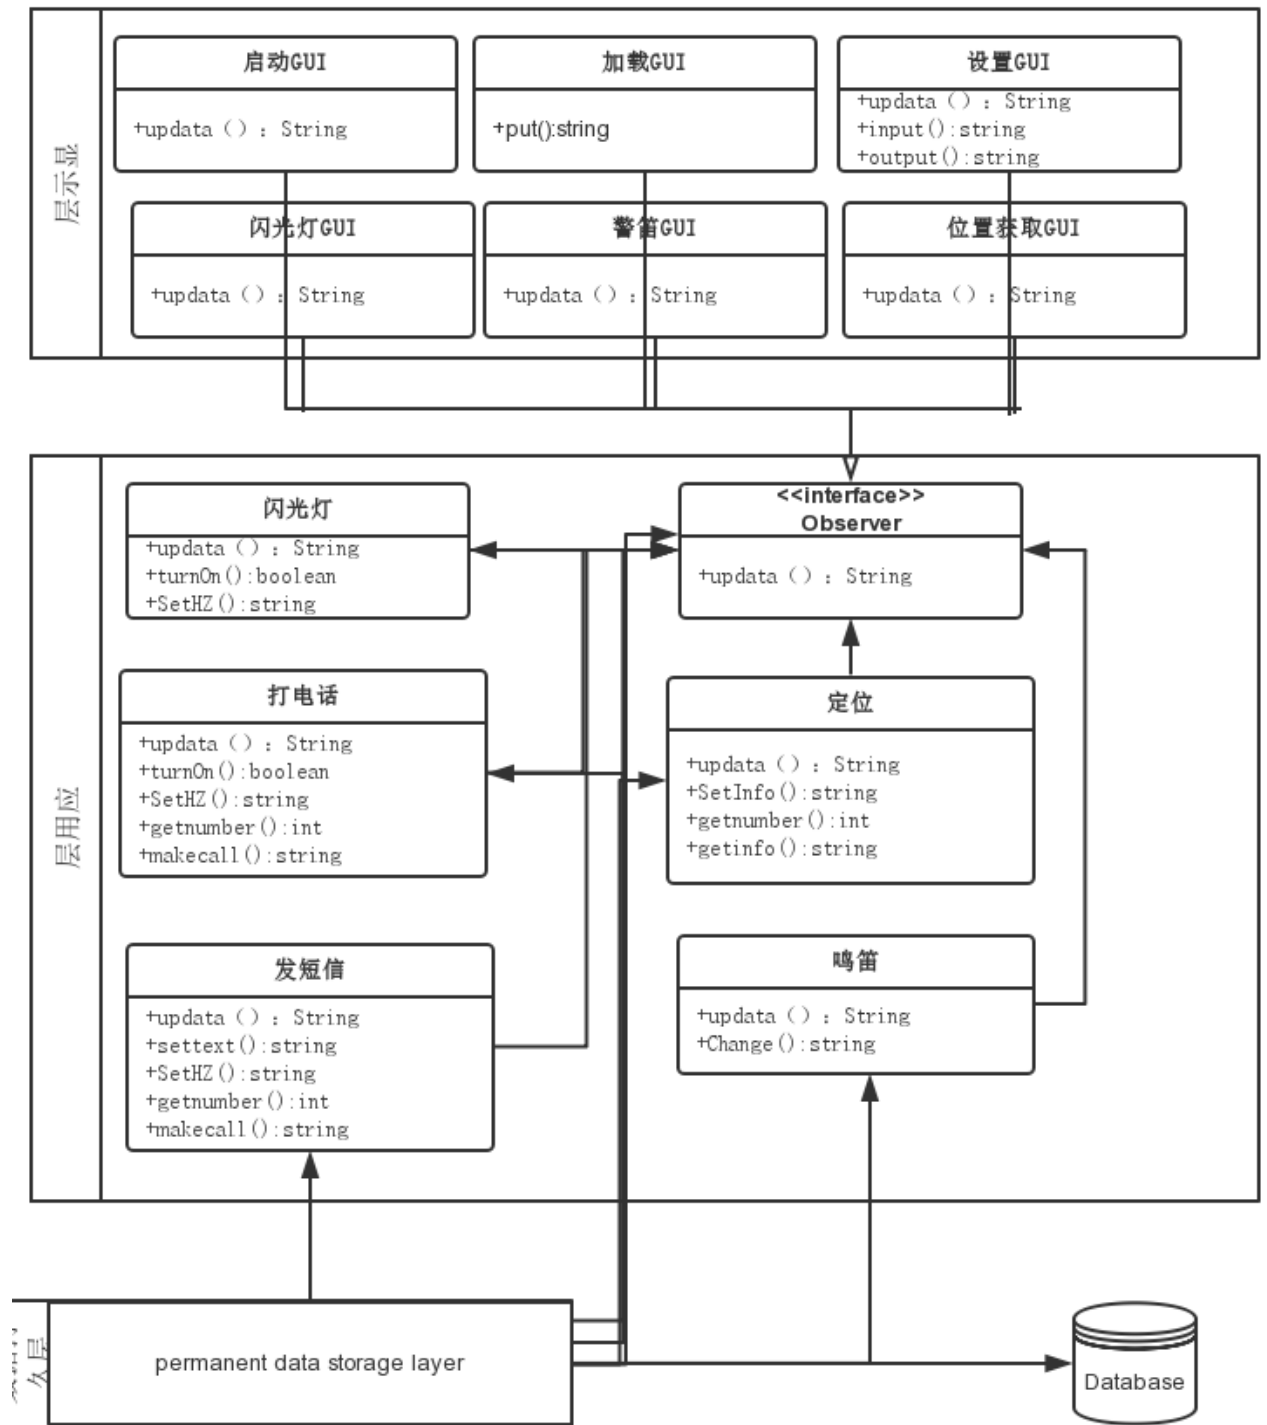 启动GUI
+updata（）：String
加载GUI
+put():string
设置GUI
+updata（）：String
+input():string
+output():string
层示显
闪光灯GUI
+updata（）：String
警笛GUI
+updata（）：String
位置获取GUI
+updata（）：String
闪光灯
+updata（）：String
+turnOn():boolean
+SetHZ():string
<<interface>>
Observer
+updata（）：String
打电话
+updata（）：String
+turnOn():boolean
+SetHZ():string
+getnumber():int
+makecall():string
定位
+updata（）：String
+SetInfo():string
+getnumber():int
+getinfo():string
层用应
发短信
+updata（）：String
+settext():string
+SetHZ():string
+getnumber():int
+makecall():string
鸣笛
+updata（）：String
+Change():string
久层
permanent data storage layer
Database